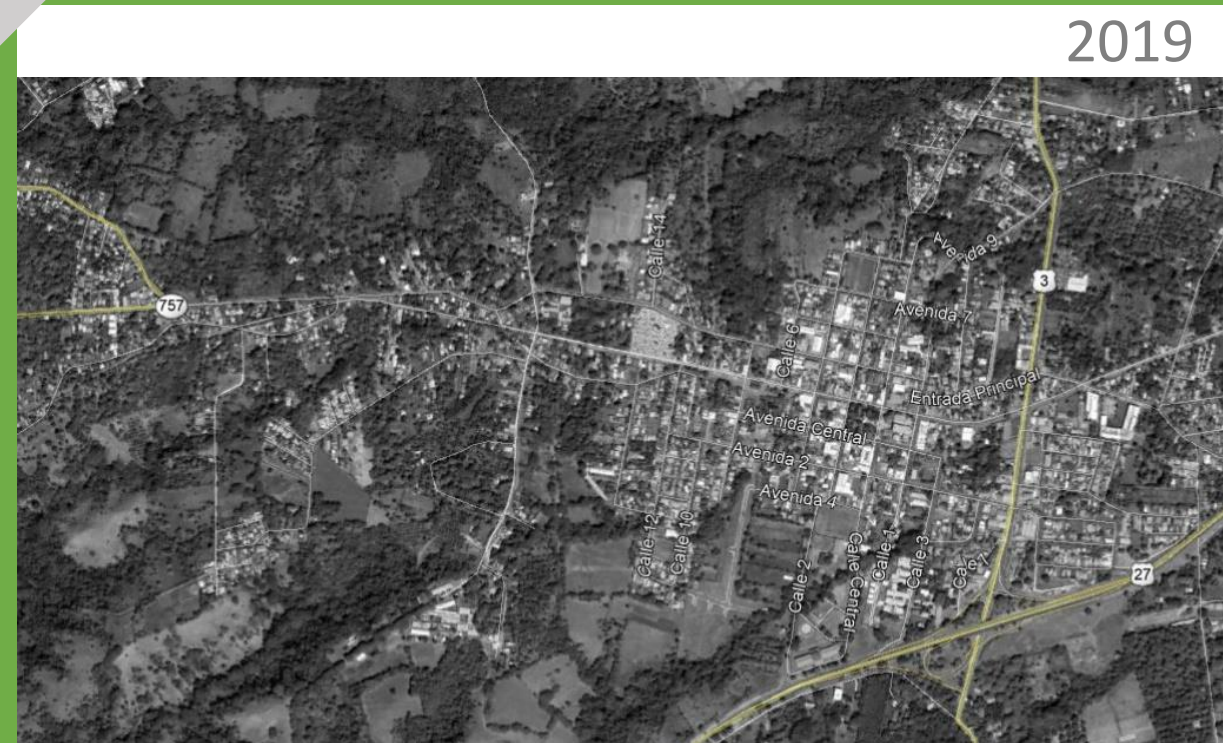 2019
Calle 14
Avenida 9
3
757
Avenida 7
Calle 6
Entrada Principal
Avenida Central
Avenida 2
Avenida 4
Calle 12
Calle 10
Calle 2
Calle Central
Calle 1
Calle 3
Calle 7
27